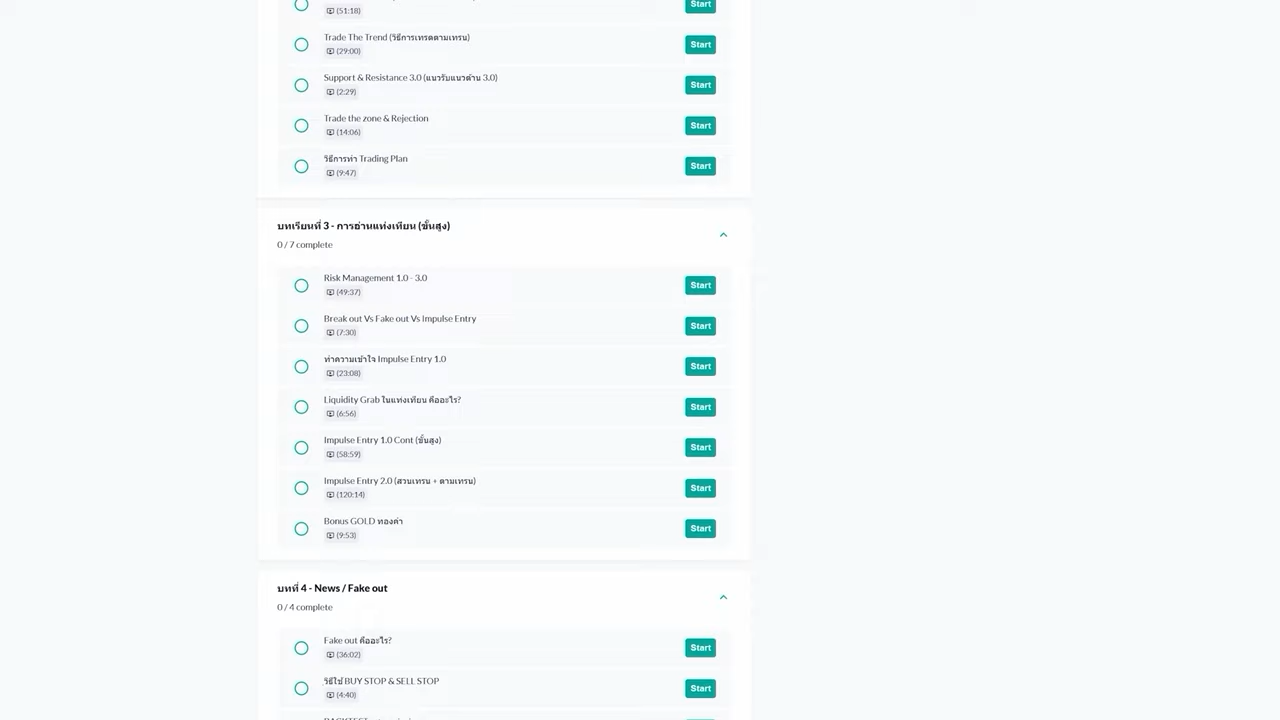 (51:18)
Start
Trade The Trend (วิธีการเทรดตามเทรน)
(29:00)
Start
Support & Resistance 3.0 (แนวรับแนวต้าน 3.0)
(2:29)
Start
Trade the zone & Rejection
(14:06)
Start
วิธีการทำ Trading Plan
(9:47)
Start
บทเรียนที่ 3 - การอ่านแท่งเทียน (ขั้นสูง)
0 / 7 complete
Risk Management 1.0 - 3.0
(49:37)
Start
Break out Vs Fake out Vs Impulse Entry
(7:30)
Start
ทำความเข้าใจ Impulse Entry 1.0
(23:08)
Start
Liquidity Grab ในแท่งเทียน คืออะไร?
(6:56)
Start
Impulse Entry 1.0 Cont (ขั้นสูง)
(58:59)
Start
Impulse Entry 2.0 (สวนเทรน + ตามเทรน)
(120:14)
Start
Bonus GOLD ทองคำ
(9:53)
Start
บทที่ 4 - News / Fake out
0 / 4 complete
Fake out คืออะไร?
(36:02)
Start
วิธีใช้ BUY STOP & SELL STOP
(4:40)
Start